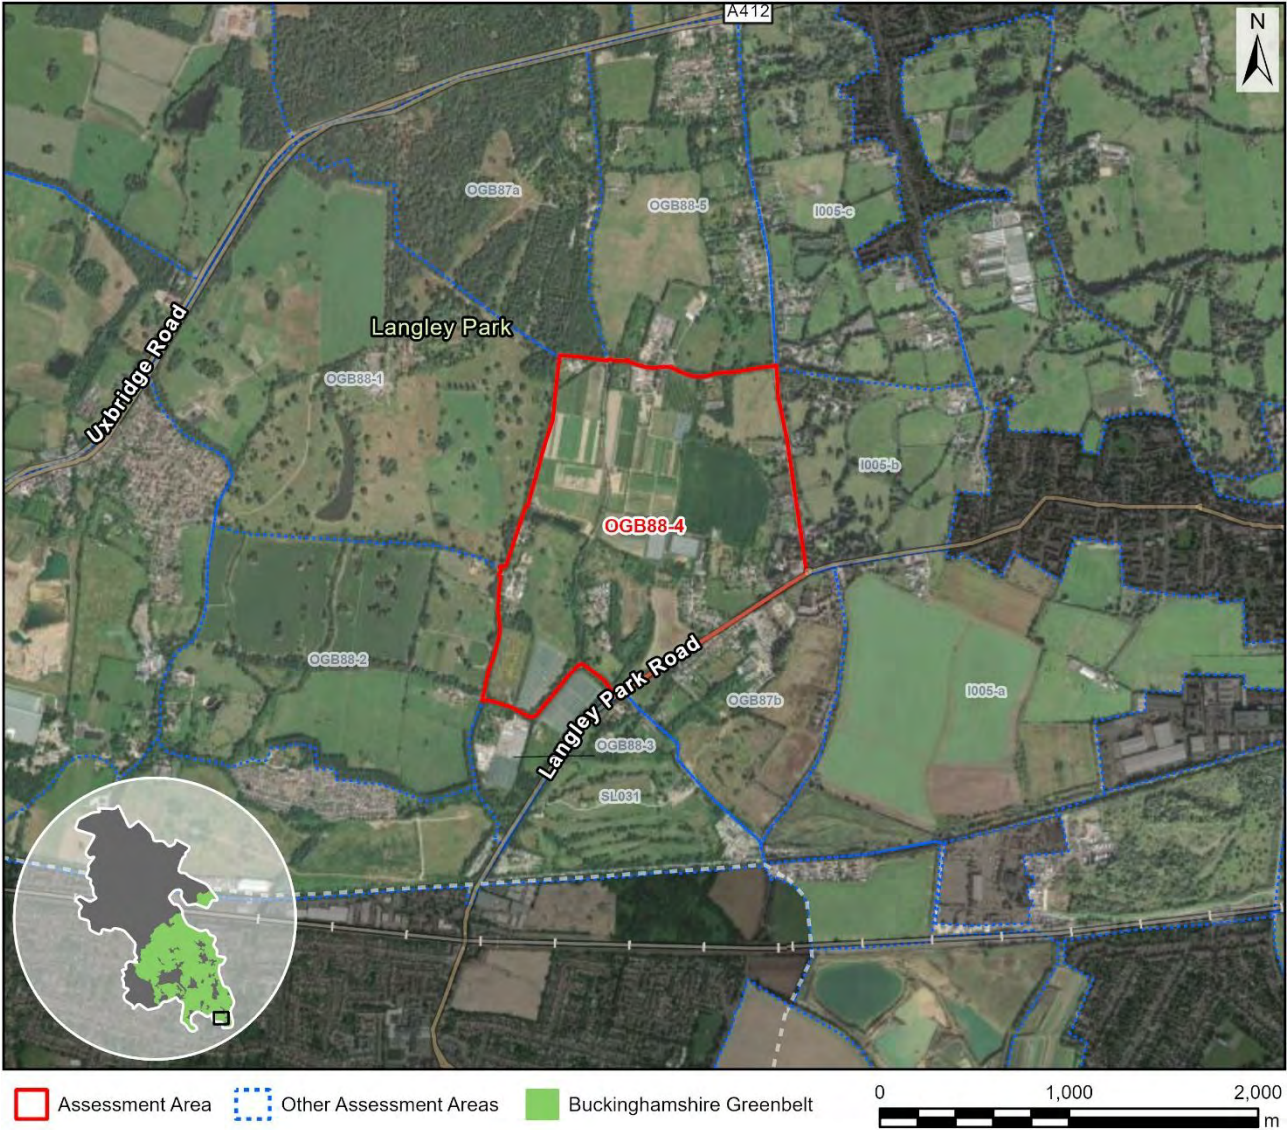 A412
N
OGB87a
OGB88-5
I005-c
Langley Park
Uxbridge Road
OGB88-1
I005-b
OGB88-4
OGB88-2
Langley Park Road
OGB87b
I005-a
OGB88-3
SL031
Assessment Area
Other Assessment Areas
Buckinghamshire Greenbelt
0 1,000 2,000
m